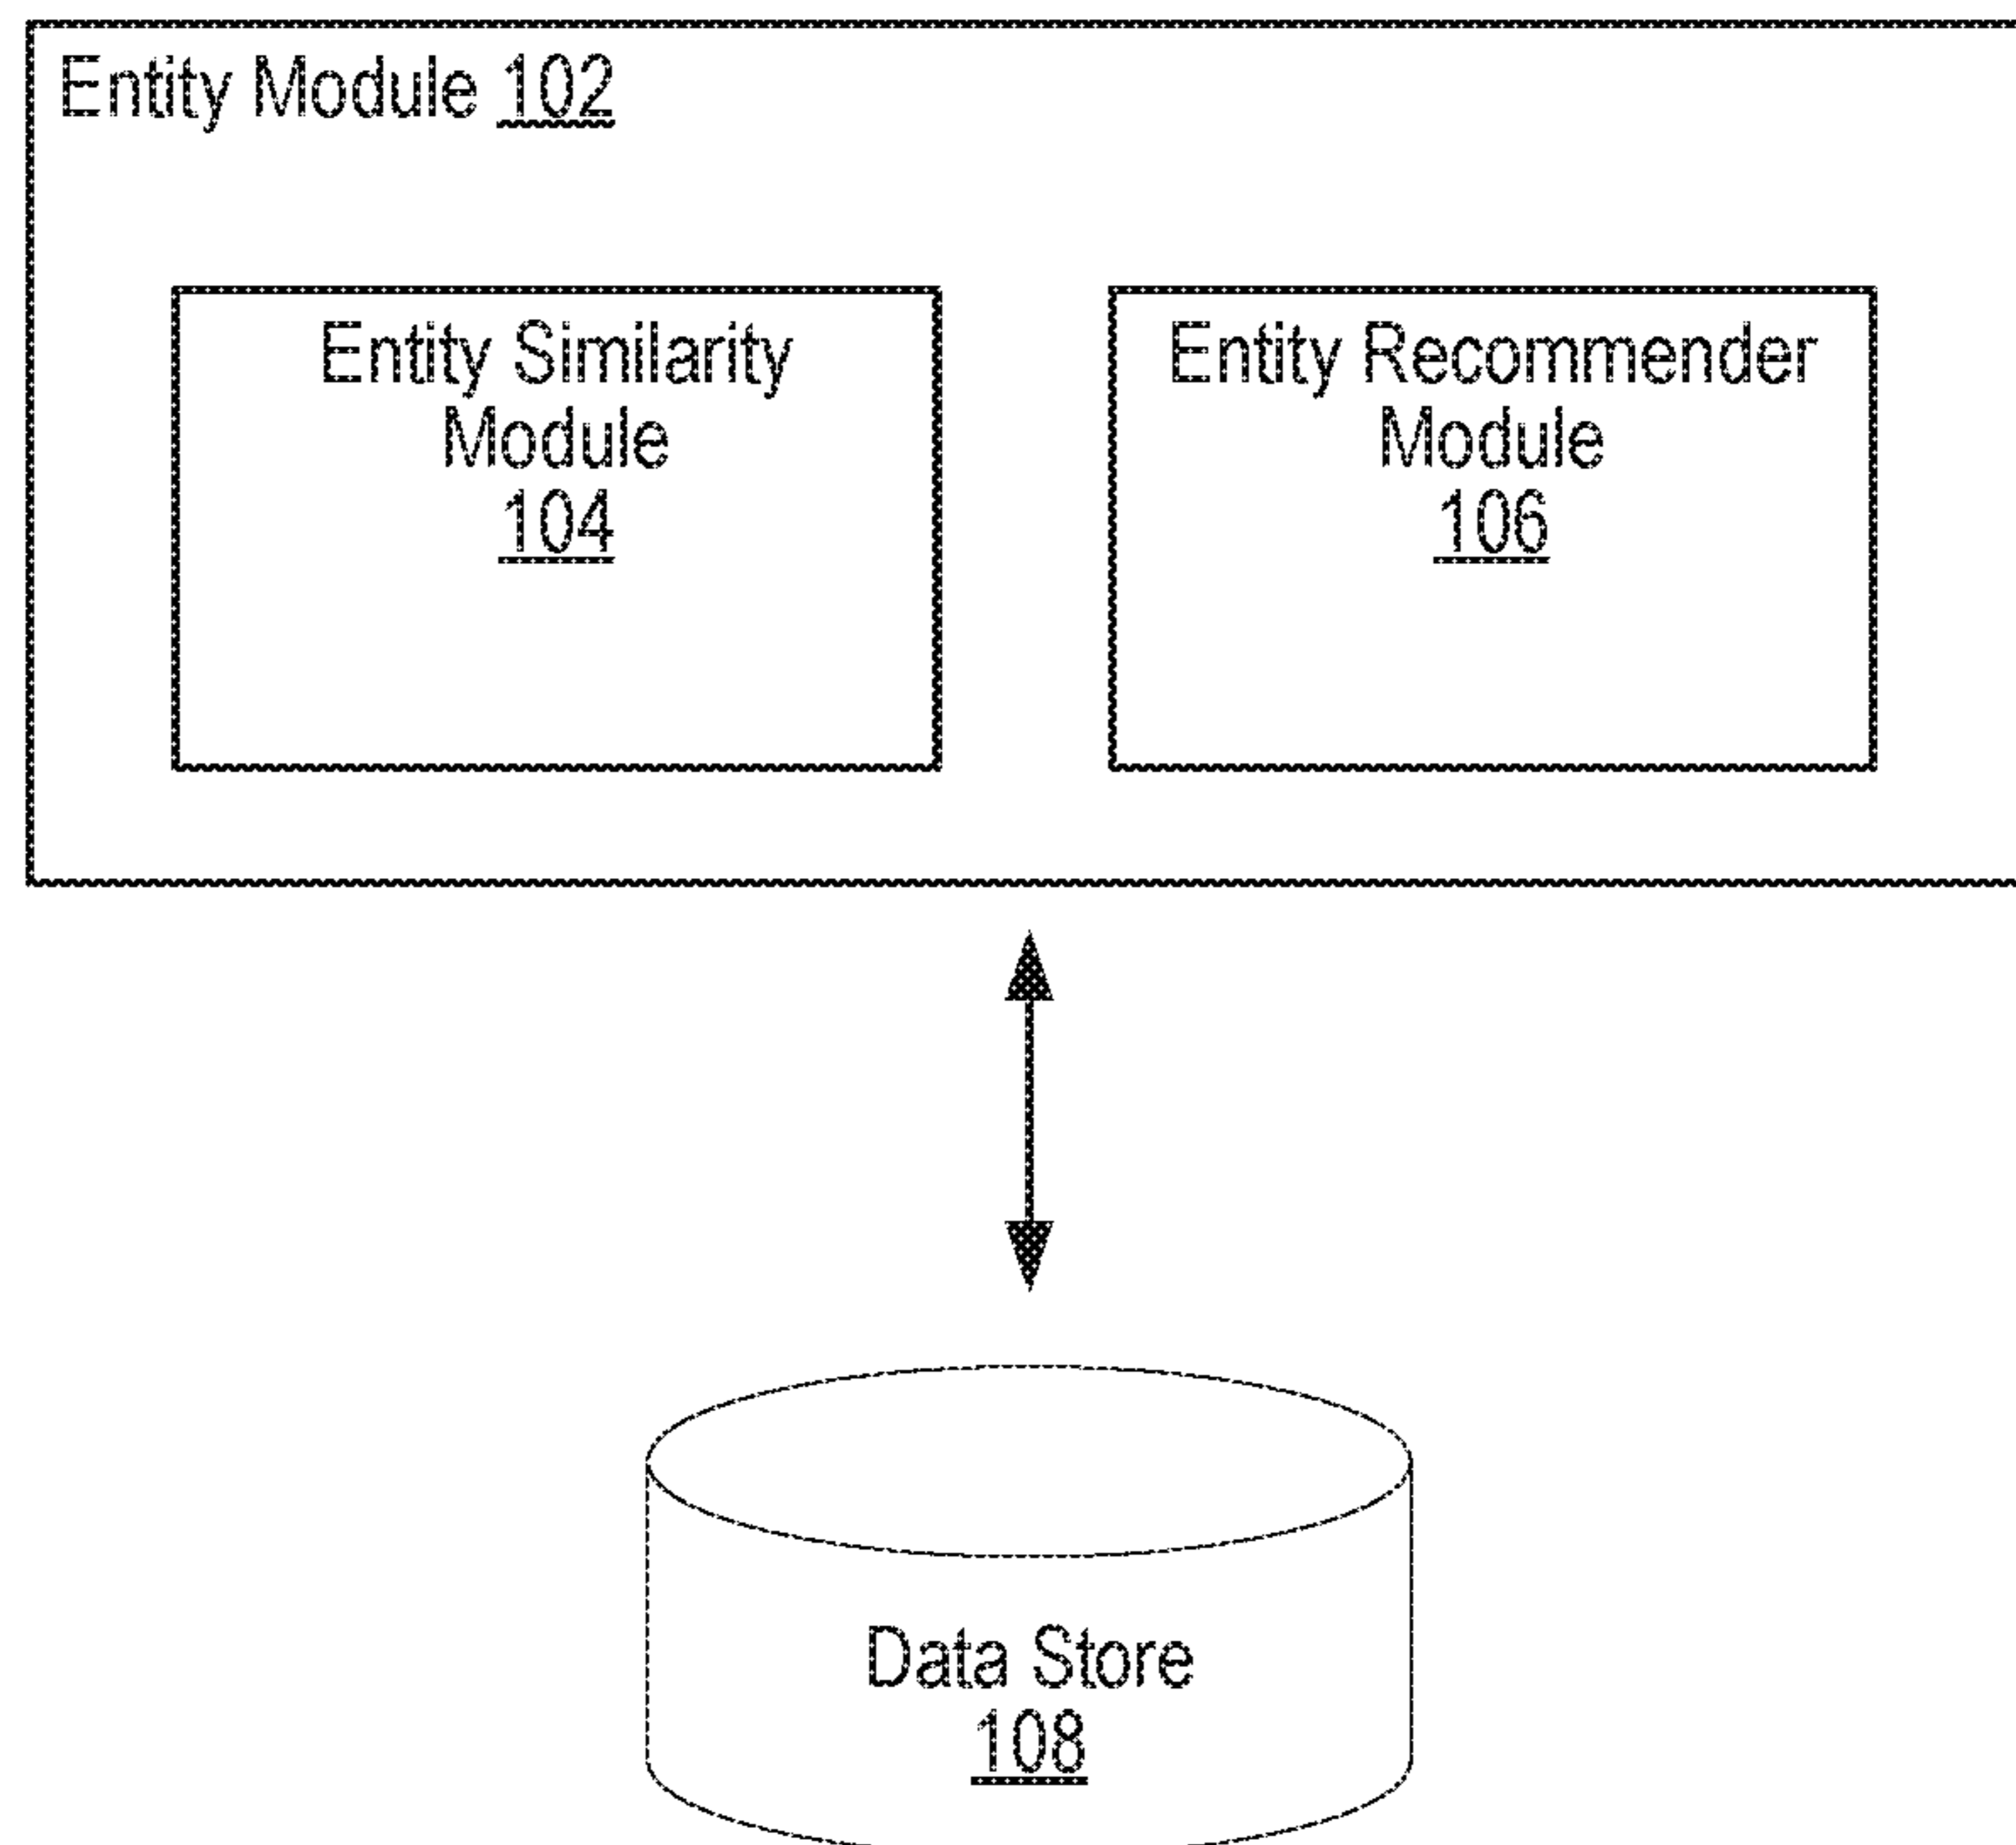 Entity Module 102
Entity Similarity
Module
104
Entity Recommender
Module
106
Data Store
108